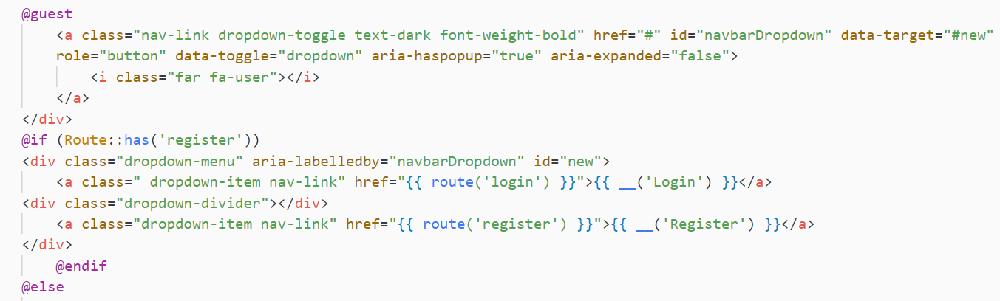 @guest
<a class="nav-link dropdown-toggle text-dark font-weight-bold" href="#" id="navbarDropdown" data-target="#new"
role="button" data-toggle="dropdown" aria-haspopup="true" aria-expanded="false">
<i class="far fa-user"></i>
</a>
</div>
@if (Route::has('register'))
<div class="dropdown-menu" aria-labelledby="navbarDropdown" id="new">
<a class=" dropdown-item nav-link" href="{{ route('login') }}">{{ __('Login') }}</a>
<div class="dropdown-divider"></div>
<a class="dropdown-item nav-link" href="{{ route('register') }}">{{ __('Register') }}</a>
</div>
@endif
@else